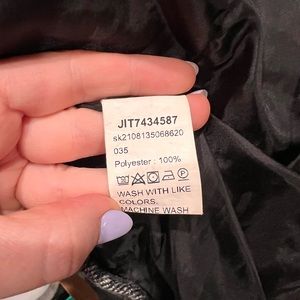 JIT7434587
sk2108135068620
035
Polyester : 100%
WASH WITH LIKE
COLORS.
MACHINE WASH